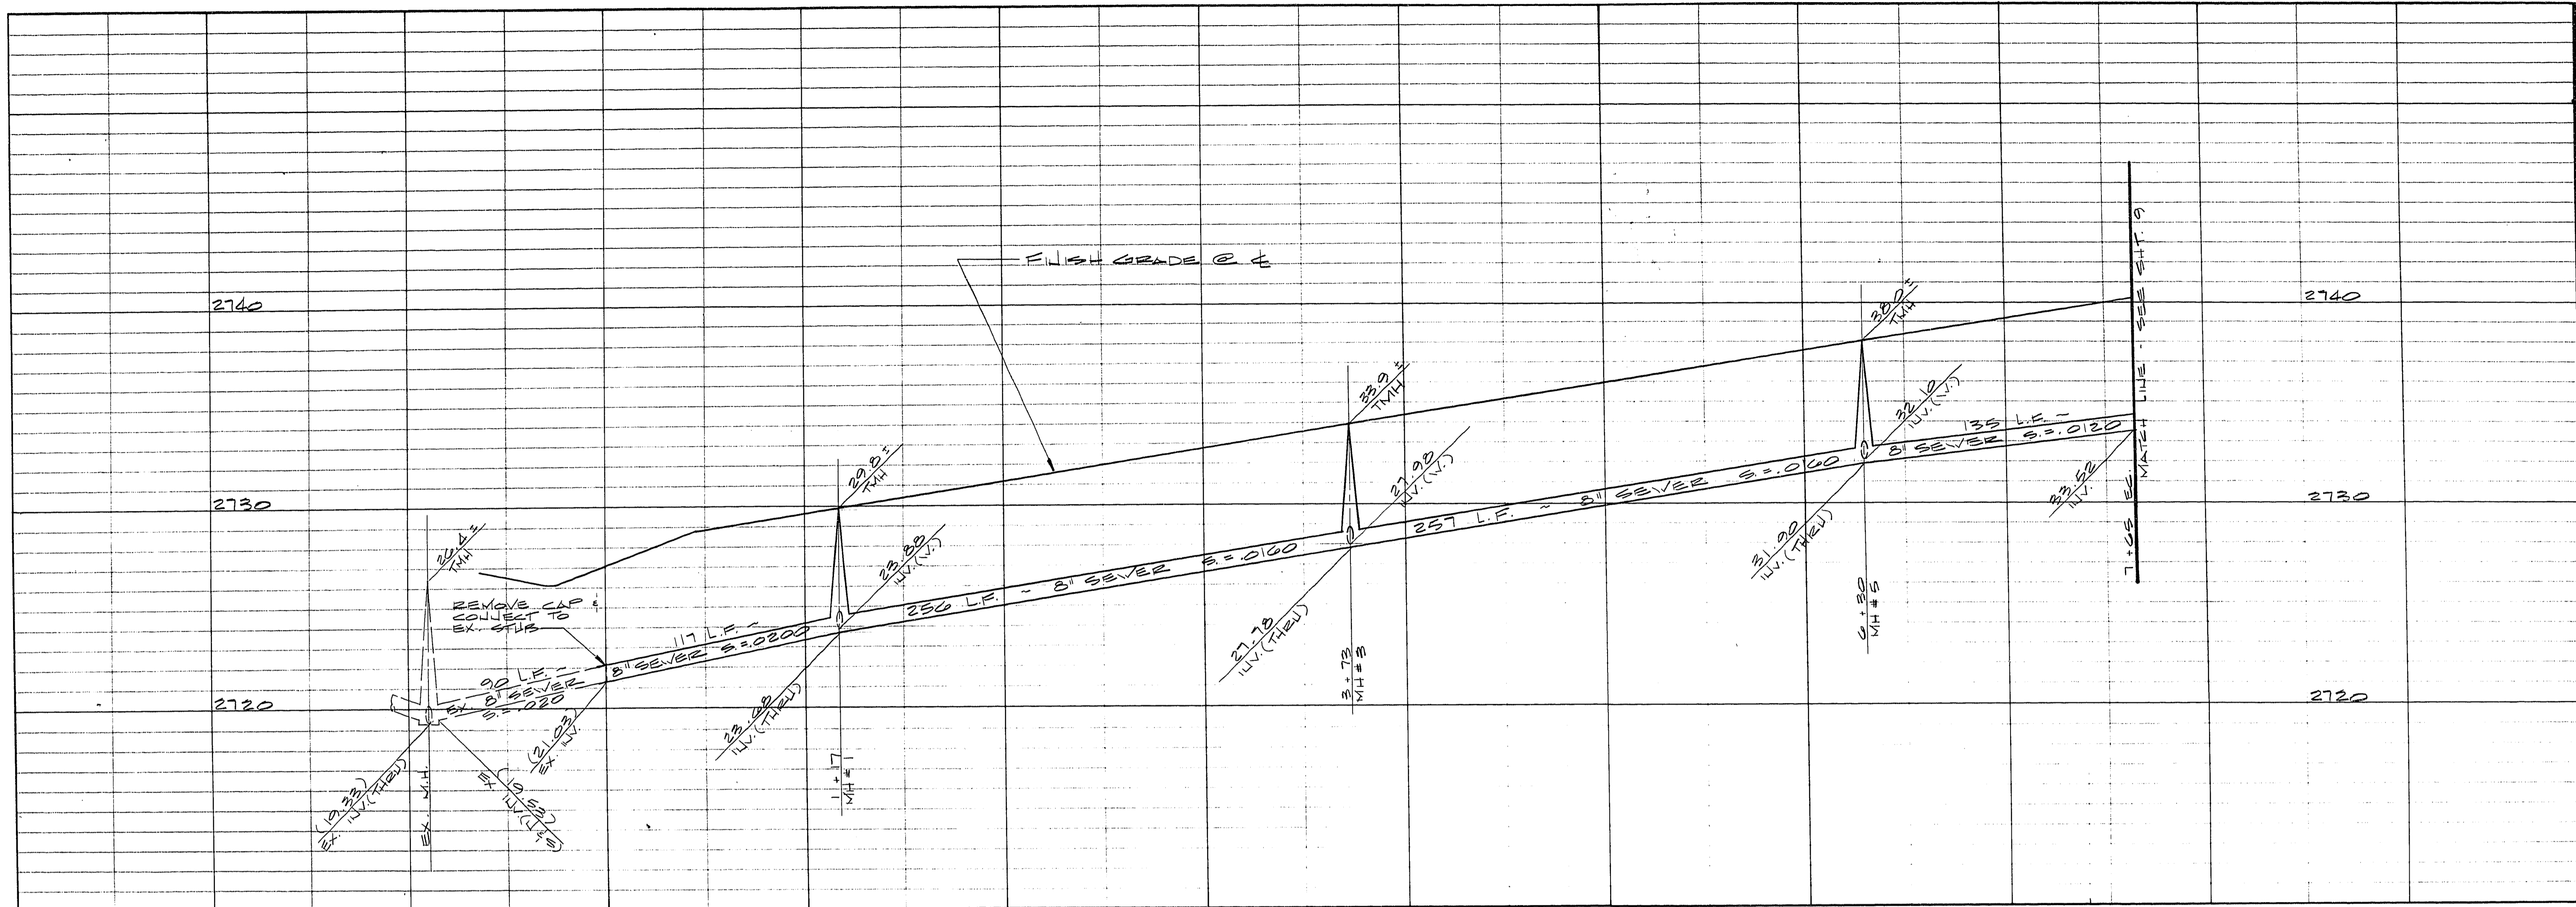 FINISH GRADE @ ℄
2740
2740
2730
2730
2720
2720
26.4 ±
TMH
REMOVE CAP &
CONNECT TO
EX. STUB
90 L.F. ~
EX. 8" SEWER
S.=.020
(19.33)
EX. INV.(THRU)
EX. M.H.
(19.53)
EX. INV.(N & S)
(21.03)
EX. INV.
117 L.F. ~
8" SEWER S.=.0200
29.8 ±
TMH
23.88
INV.(W.)
23.68
INV.(THRU)
1+17
MH #1
256 L.F. ~ 8" SEWER S.=.0160
33.9 ±
TMH
27.98
INV.(W.)
27.78
INV.(THRU)
3+73
MH #3
257 L.F. ~ 8" SEWER S.=.0160
38.0 ±
TMH
32.10
INV.(W.)
31.90
INV.(THRU)
6+30
MH #5
135 L.F. ~
8" SEWER S.=.0120
33.52
INV.
7+65 EC.
MATCH LINE - SEE SHT. 9